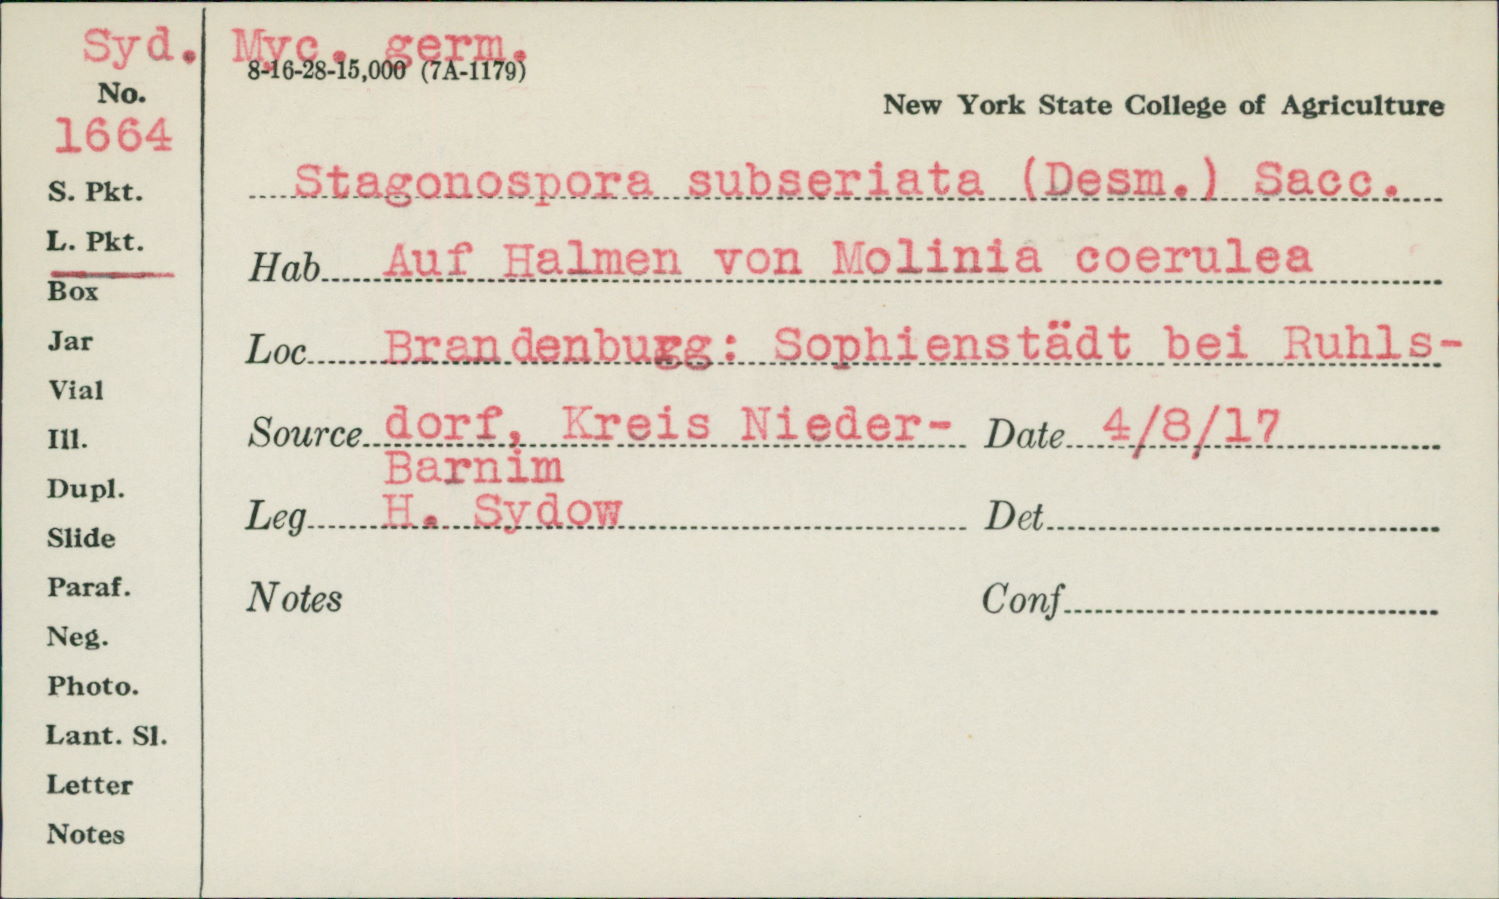 Syd. Myc. germ.
8-16-28-15,000 (7A-1179)
No.
1664
New York State College of Agriculture
S. Pkt.
Stagonospora subseriata (Desm.) Sacc.
L. Pkt.
Hab. Auf Halmen von Molinia coerulea
Box
Jar
Loc. Brandenburg: Sophienstädt bei Ruhls-
Vial
Ill.
Source dorf, Kreis Nieder- Date 4/8/17
Barnim
Dupl.
Leg. H. Sydow Det.
Slide
Paraf.
Notes Conf.
Neg.
Photo.
Lant. Sl.
Letter
Notes